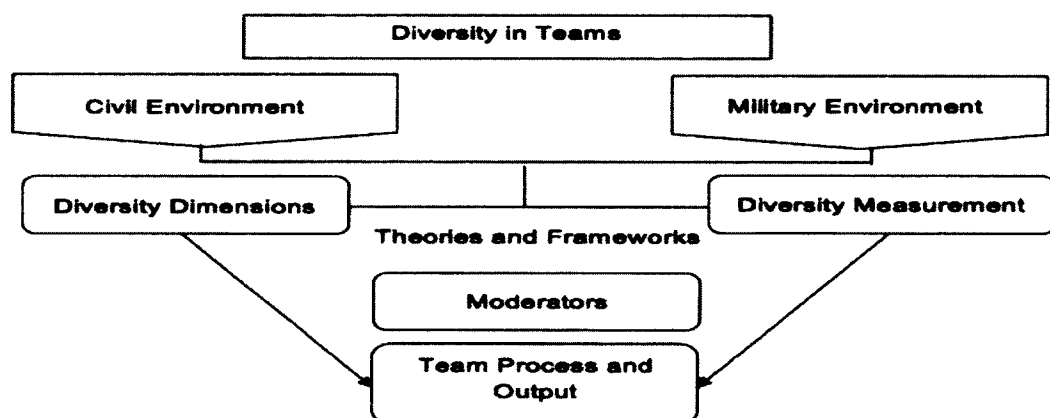 Diversity in Teams
Civil Environment
Military Environment
Diversity Dimensions
Diversity Measurement
Theories and Frameworks
Moderators
Team Process and
Output